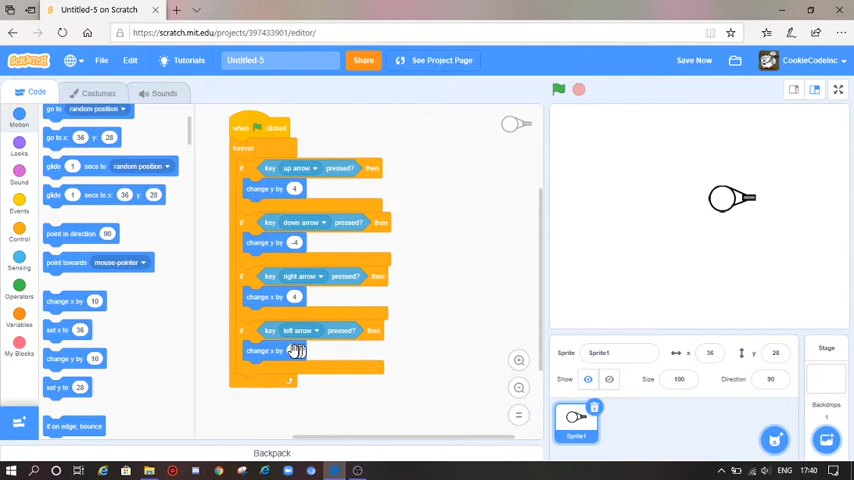 Untitled-5 on Scratch
https://scratch.mit.edu/projects/397433901/editor/
SCRATCH File Edit Tutorials Untitled-5 Share See Project Page Save Now CookieCodeInc
Code Costumes Sounds
Motion
Looks
Sound
Events
Control
Sensing
Operators
Variables
My Blocks
go to random position
go to x: 36 y: 28
glide 1 secs to random position
glide 1 secs to x: 36 y: 28
point in direction 90
point towards mouse-pointer
change x by 10
set x to 36
change y by 10
set y to 28
if on edge, bounce
when clicked
forever
if key up arrow pressed? then
change y by 4
if key down arrow pressed? then
change y by -4
if key right arrow pressed? then
change x by 4
if key left arrow pressed? then
change x by
Backpack
Sprite Sprite1 x 36 y 28
Show Size 100 Direction 90
Sprite1
Stage
Backdrops
1
17:40